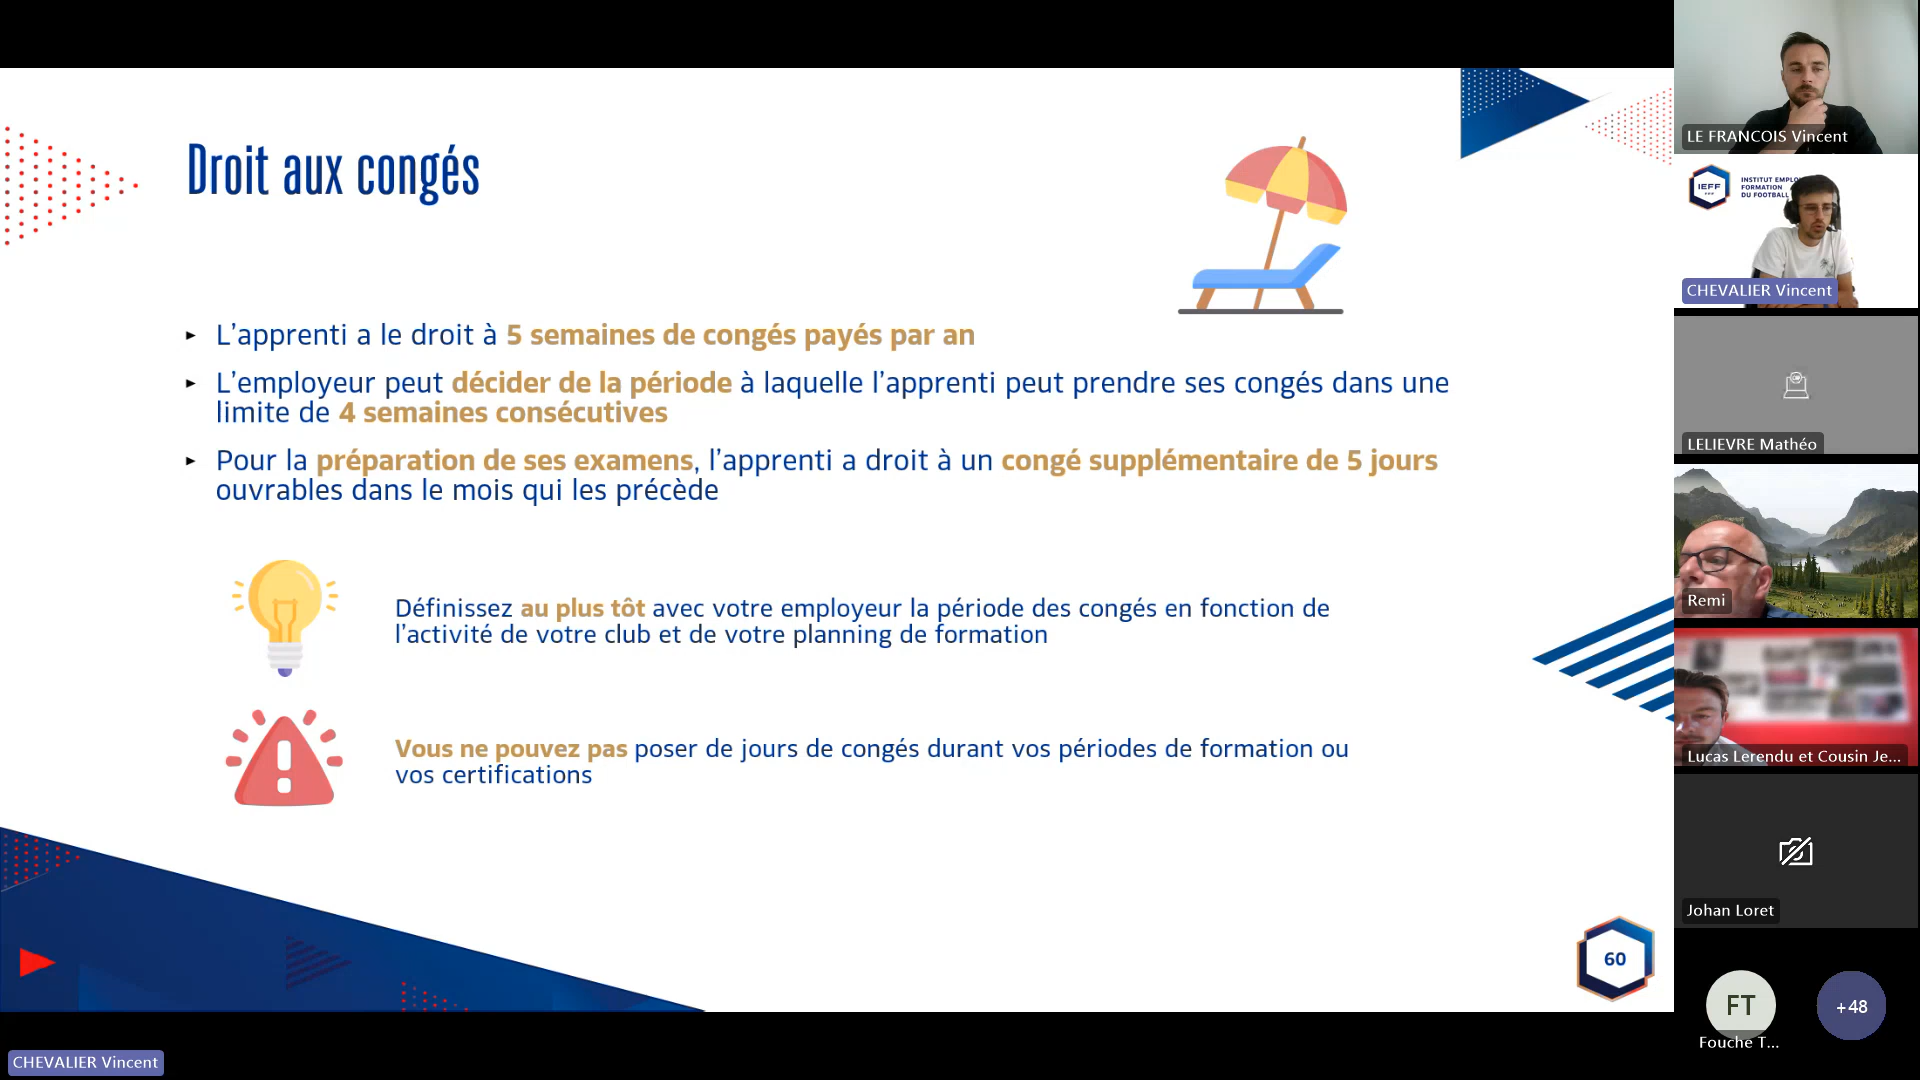 Droit aux congés
L'apprenti a le droit à 5 semaines de congés payés par an
L'employeur peut décider de la période à laquelle l'apprenti peut prendre ses congés dans une
limite de 4 semaines consécutives
Pour la préparation de ses examens, l'apprenti a droit à un congé supplémentaire de 5 jours
ouvrables dans le mois qui les précède
Définissez au plus tôt avec votre employeur la période des congés en fonction de
l'activité de votre club et de votre planning de formation
Vous ne pouvez pas poser de jours de congés durant vos périodes de formation ou
vos certifications
60
CHEVALIER Vincent
LE FRANCOIS Vincent
IEFF
INSTITUT EMPLO
FORMATION
DU FOOTBALL
CHEVALIER Vincent
LELIEVRE Mathéo
Remi
Lucas Lerendu et Cousin Je...
Johan Loret
FT
Fouche T...
+48